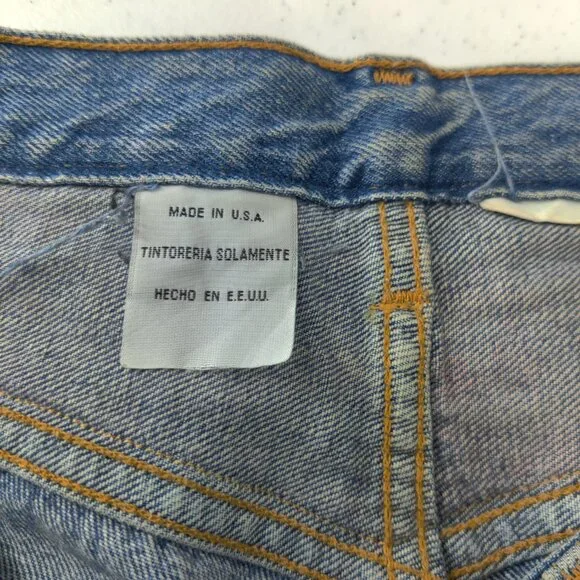 MADE IN U.S.A.
TINTORERIA SOLAMENTE
HECHO EN E.E.U.U.